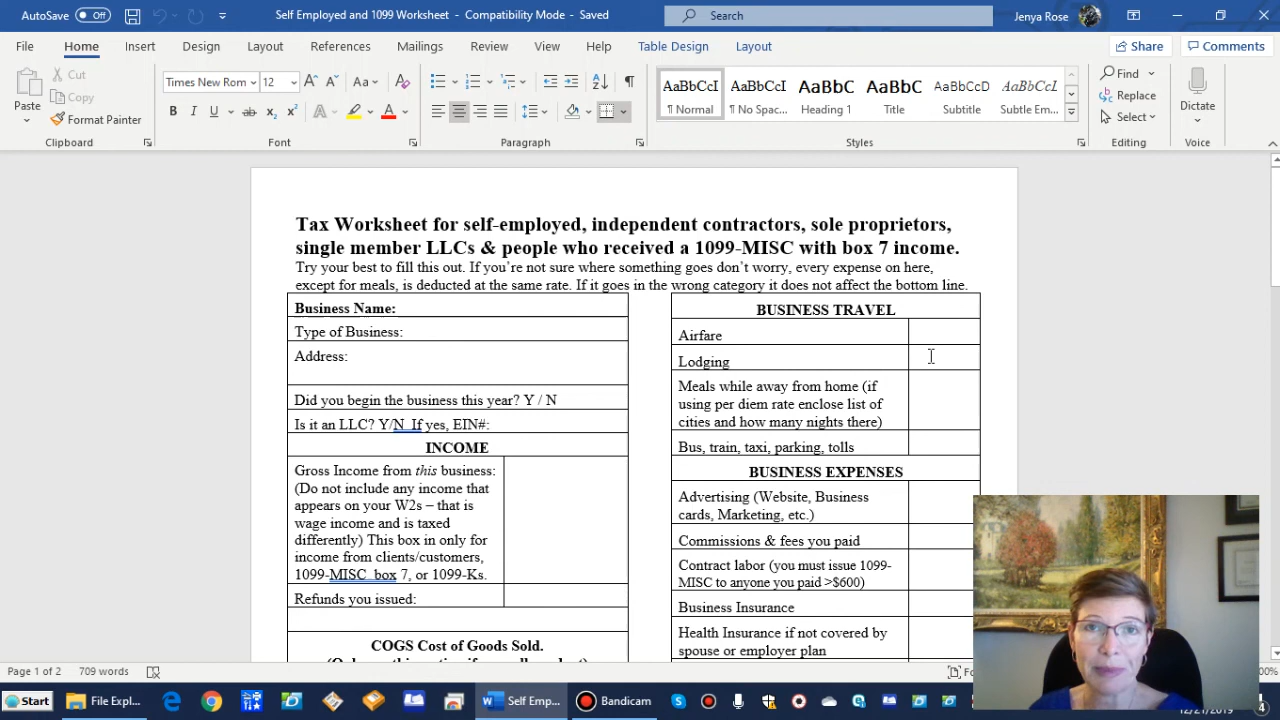 AutoSave Off
Self Employed and 1099 Worksheet - Compatibility Mode - Saved
Search
Jenya Rose
File Home Insert Design Layout References Mailings Review View Help Table Design Layout
Share Comments
Paste
Cut
Copy
Format Painter
Clipboard
Times New Rom 12
Font
Paragraph
AaBbCcI AaBbCcI AaBbC AaBbC AaBbCcD AaBbCcI
¶ Normal ¶ No Spac... Heading 1 Title Subtitle Subtle Em...
Styles
Find
Replace
Select
Editing
Dictate
Voice
Tax Worksheet for self-employed, independent contractors, sole proprietors,
single member LLCs & people who received a 1099-MISC with box 7 income.
Try your best to fill this out. If you're not sure where something goes don't worry, every expense on here,
except for meals, is deducted at the same rate. If it goes in the wrong category it does not affect the bottom line.
Business Name:
Type of Business:
Address:
Did you begin the business this year? Y / N
Is it an LLC? Y/N If yes, EIN#:
INCOME
Gross Income from this business:
(Do not include any income that
appears on your W2s – that is
wage income and is taxed
differently) This box in only for
income from clients/customers,
1099-MISC box 7, or 1099-Ks.
Refunds you issued:
COGS Cost of Goods Sold.
BUSINESS TRAVEL
Airfare
Lodging
Meals while away from home (if
using per diem rate enclose list of
cities and how many nights there)
Bus, train, taxi, parking, tolls
BUSINESS EXPENSES
Advertising (Website, Business
cards, Marketing, etc.)
Commissions & fees you paid
Contract labor (you must issue 1099-
MISC to anyone you paid >$600)
Business Insurance
Health Insurance if not covered by
spouse or employer plan
Page 1 of 2 709 words
Start File Expl... Self Emp... Bandicam
12/21/2019